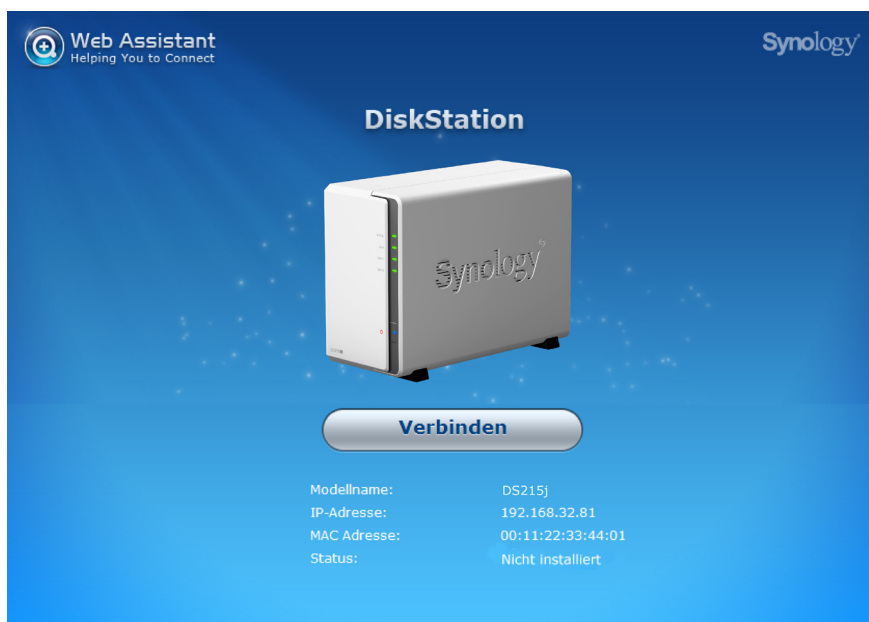 Web Assistant
Helping You to Connect
Synology
DiskStation
Synology
Verbinden
Modellname: DS215j
IP-Adresse: 192.168.32.81
MAC Adresse: 00:11:22:33:44:01
Status: Nicht installiert